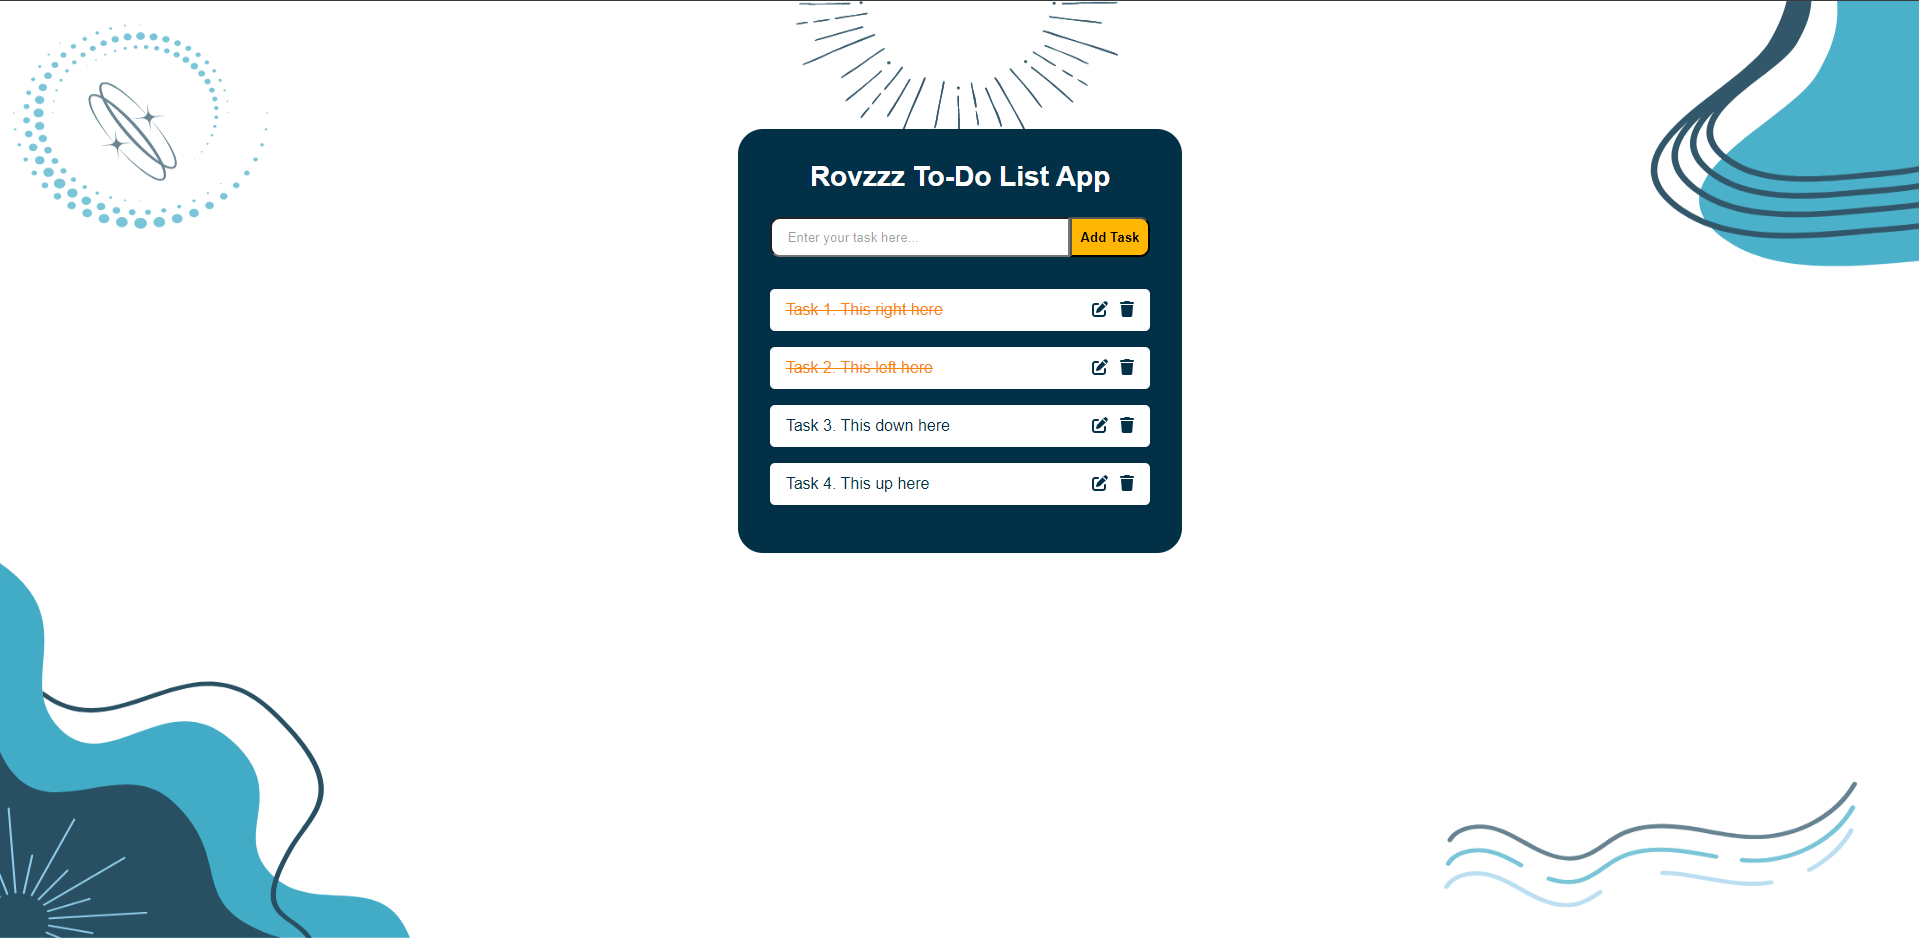 Rovzzz To-Do List App
Enter your task here...
Add Task
Task 1. This right here
Task 2. This left here
Task 3. This down here
Task 4. This up here